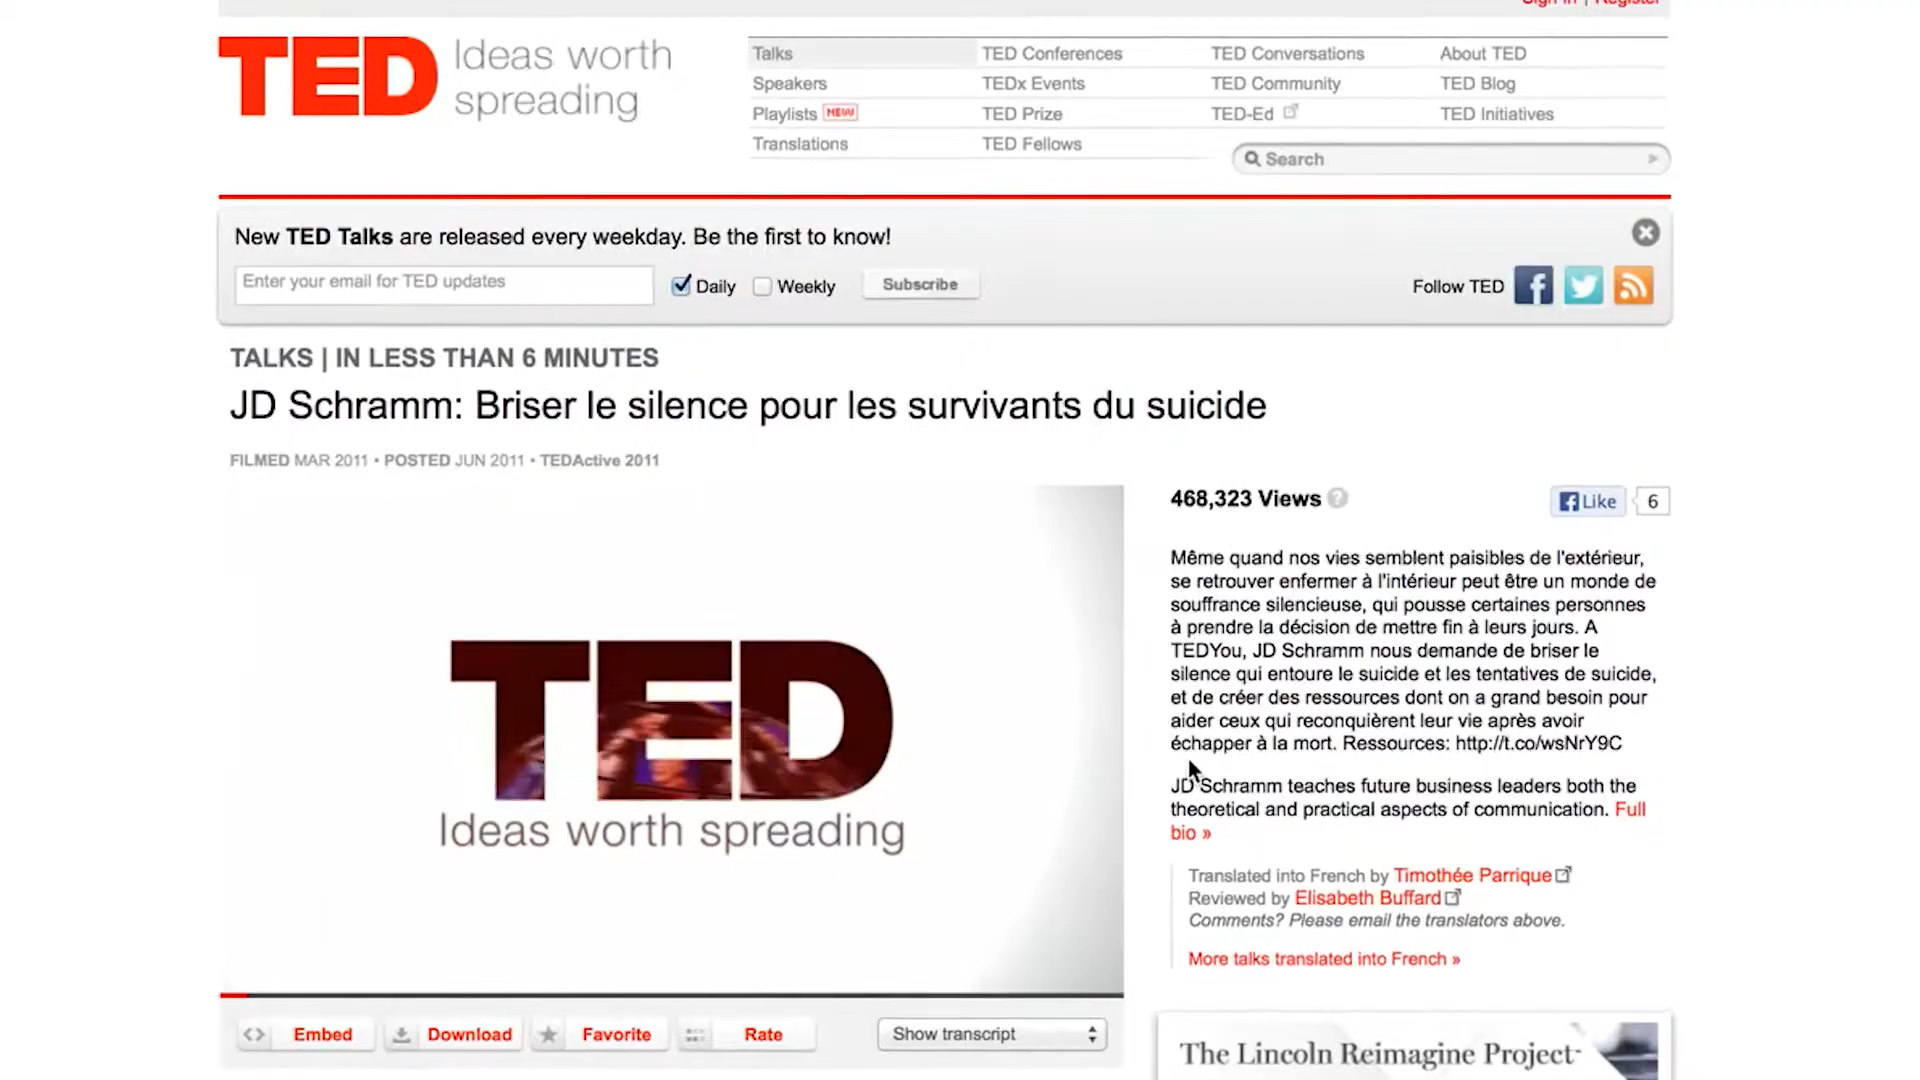 Sign In | Register
TED Ideas worth spreading
Talks
Speakers
Playlists NEW
Translations
TED Conferences
TEDx Events
TED Prize
TED Fellows
TED Conversations
TED Community
TED-Ed
About TED
TED Blog
TED Initiatives
Search
New TED Talks are released every weekday. Be the first to know!
Enter your email for TED updates
Daily Weekly Subscribe
Follow TED
TALKS | IN LESS THAN 6 MINUTES
JD Schramm: Briser le silence pour les survivants du suicide
FILMED MAR 2011 • POSTED JUN 2011 • TEDActive 2011
TED
Ideas worth spreading
Embed Download Favorite Rate Show transcript
468,323 Views ? Like 6
Même quand nos vies semblent paisibles de l'extérieur,
se retrouver enfermer à l'intérieur peut être un monde de
souffrance silencieuse, qui pousse certaines personnes
à prendre la décision de mettre fin à leurs jours. A
TEDYou, JD Schramm nous demande de briser le
silence qui entoure le suicide et les tentatives de suicide,
et de créer des ressources dont on a grand besoin pour
aider ceux qui reconquièrent leur vie après avoir
échapper à la mort. Ressources: http://t.co/wsNrY9C
JD Schramm teaches future business leaders both the
theoretical and practical aspects of communication. Full
bio »
Translated into French by Timothée Parrique
Reviewed by Elisabeth Buffard
Comments? Please email the translators above.
More talks translated into French »
The Lincoln Reimagine Project